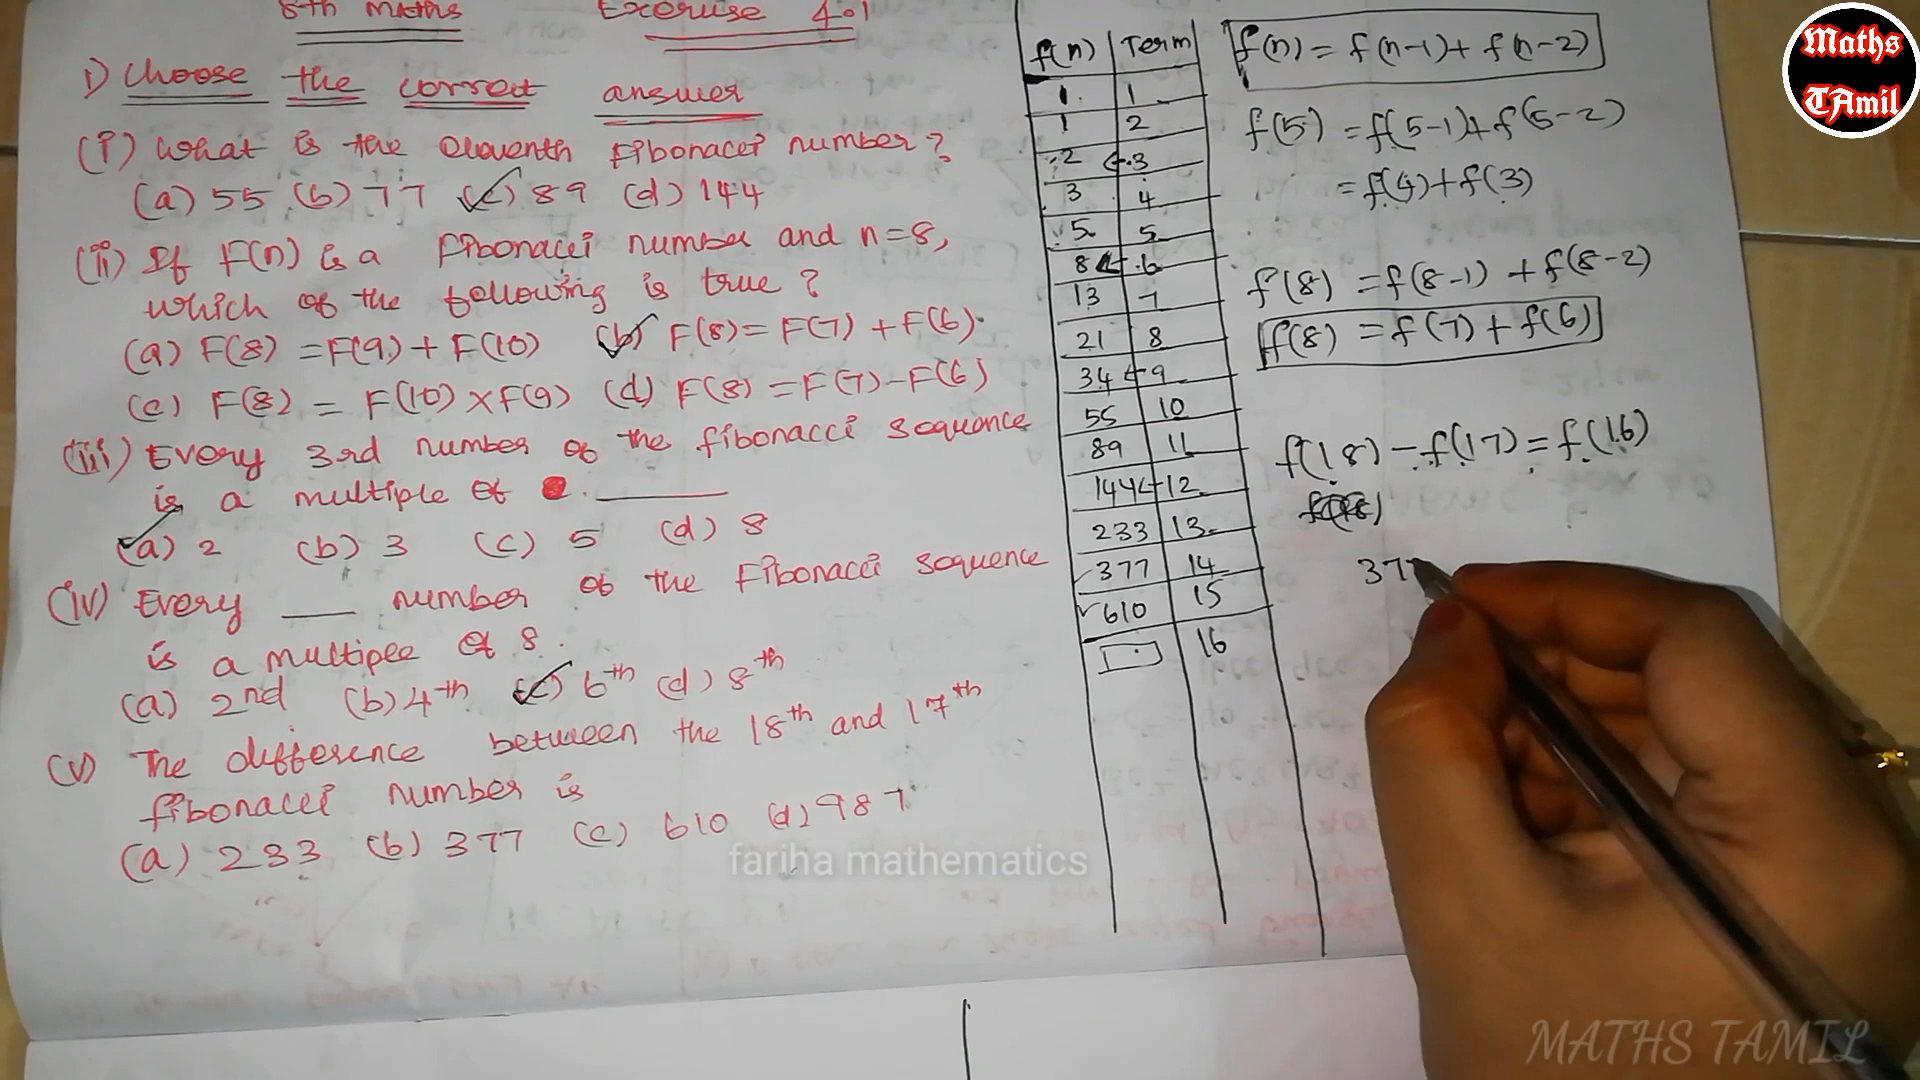 8th maths Exercise 4.1
1) Choose the correct answer
(i) What is the eleventh Fibonacci number?
(a) 55 (b) 77 (c) 89 (d) 144
(ii) If F(n) is a Fibonacci number and n=8,
which of the following is true?
(a) F(8) = F(9) + F(10) (b) F(8) = F(7) + F(6)
(c) F(8) = F(10) × F(9) (d) F(8) = F(7) - F(6)
(iii) Every 3rd number of the fibonacci sequence
is a multiple of ______
(a) 2 (b) 3 (c) 5 (d) 8
(iv) Every ___ number of the Fibonacci sequence
is a multiple of 8.
(a) 2nd (b) 4th (c) 6th (d) 8th
(v) The difference between the 18th and 17th
fibonacci number is
(a) 233 (b) 377 (c) 610 (d) 987
f(n) Term
1 1
1 2
2 3
3 4
5 5
8 6
13 7
21 8
34 9
55 10
89 11
144 12
233 13
377 14
610 15
16
f(n) = f(n-1) + f(n-2)
f(5) = f(5-1) + f(5-2)
= f(4) + f(3)
f(8) = f(8-1) + f(8-2)
f(8) = f(7) + f(6)
f(18) - f(17) = f(16)
377
Maths
TAmil
fariha mathematics
MATHS TAMIL